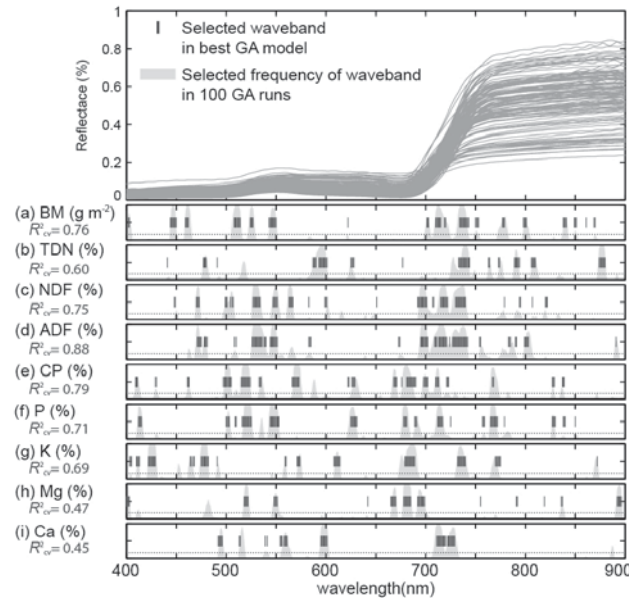 1
0.8
0.6
0.4
0.2
0
Reflectace (%)
Selected waveband
in best GA model
Selected frequency of waveband
in 100 GA runs
(a) BM (g m⁻²)
R²cv= 0.76
(b) TDN (%)
R²cv= 0.60
(c) NDF (%)
R²cv= 0.75
(d) ADF (%)
R²cv= 0.88
(e) CP (%)
R²cv= 0.79
(f) P (%)
R²cv= 0.71
(g) K (%)
R²cv= 0.69
(h) Mg (%)
R²cv= 0.47
(i) Ca (%)
R²cv= 0.45
400 500 600 700 800 900
wavelength(nm)